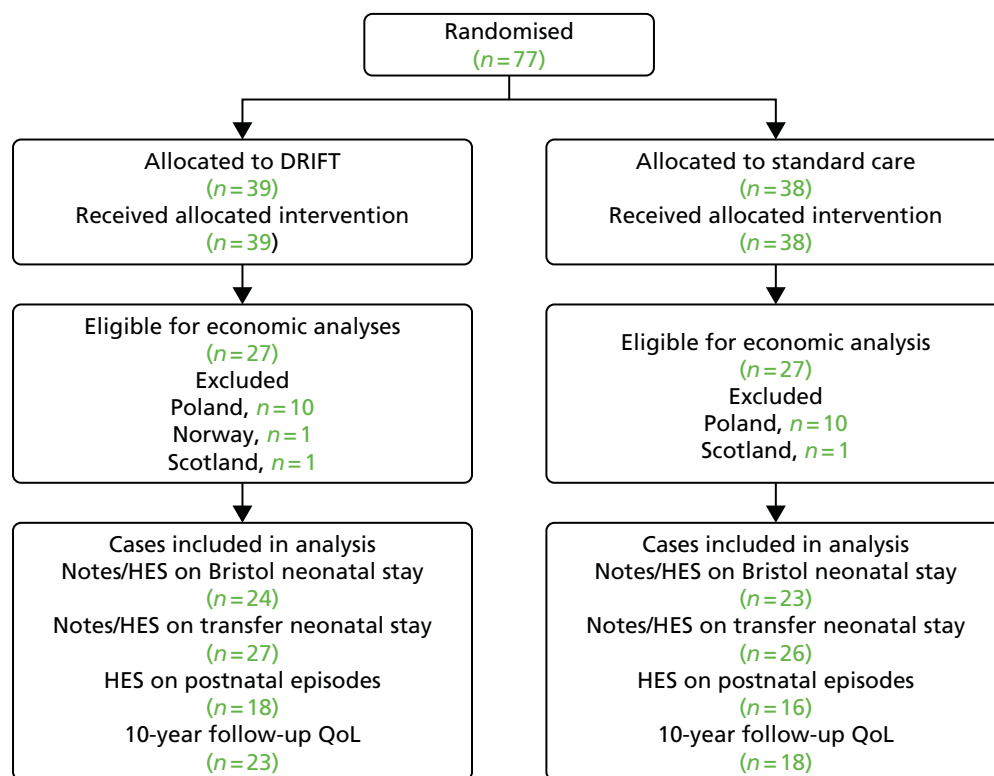 Randomised
(n=77)
Allocated to DRIFT
(n=39)
Received allocated intervention
(n=39)
Allocated to standard care
(n=38)
Received allocated intervention
(n=38)
Eligible for economic analyses
(n=27)
Excluded
Poland, n=10
Norway, n=1
Scotland, n=1
Eligible for economic analysis
(n=27)
Excluded
Poland, n=10
Scotland, n=1
Cases included in analysis
Notes/HES on Bristol neonatal stay
(n=24)
Notes/HES on transfer neonatal stay
(n=27)
HES on postnatal episodes
(n=18)
10-year follow-up QoL
(n=23)
Cases included in analysis
Notes/HES on Bristol neonatal stay
(n=23)
Notes/HES on transfer neonatal stay
(n=26)
HES on postnatal episodes
(n=16)
10-year follow-up QoL
(n=18)